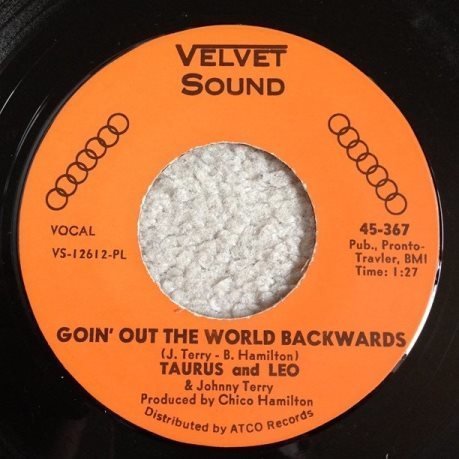 VELVET
SOUND
VOCAL
VS-12612-PL
45-367
Pub., Pronto-
Travler, BMI
Time: 1:27
GOIN' OUT THE WORLD BACKWARDS
(J. Terry - B. Hamilton)
TAURUS and LEO
& Johnny Terry
Produced by Chico Hamilton
Distributed by ATCO Records